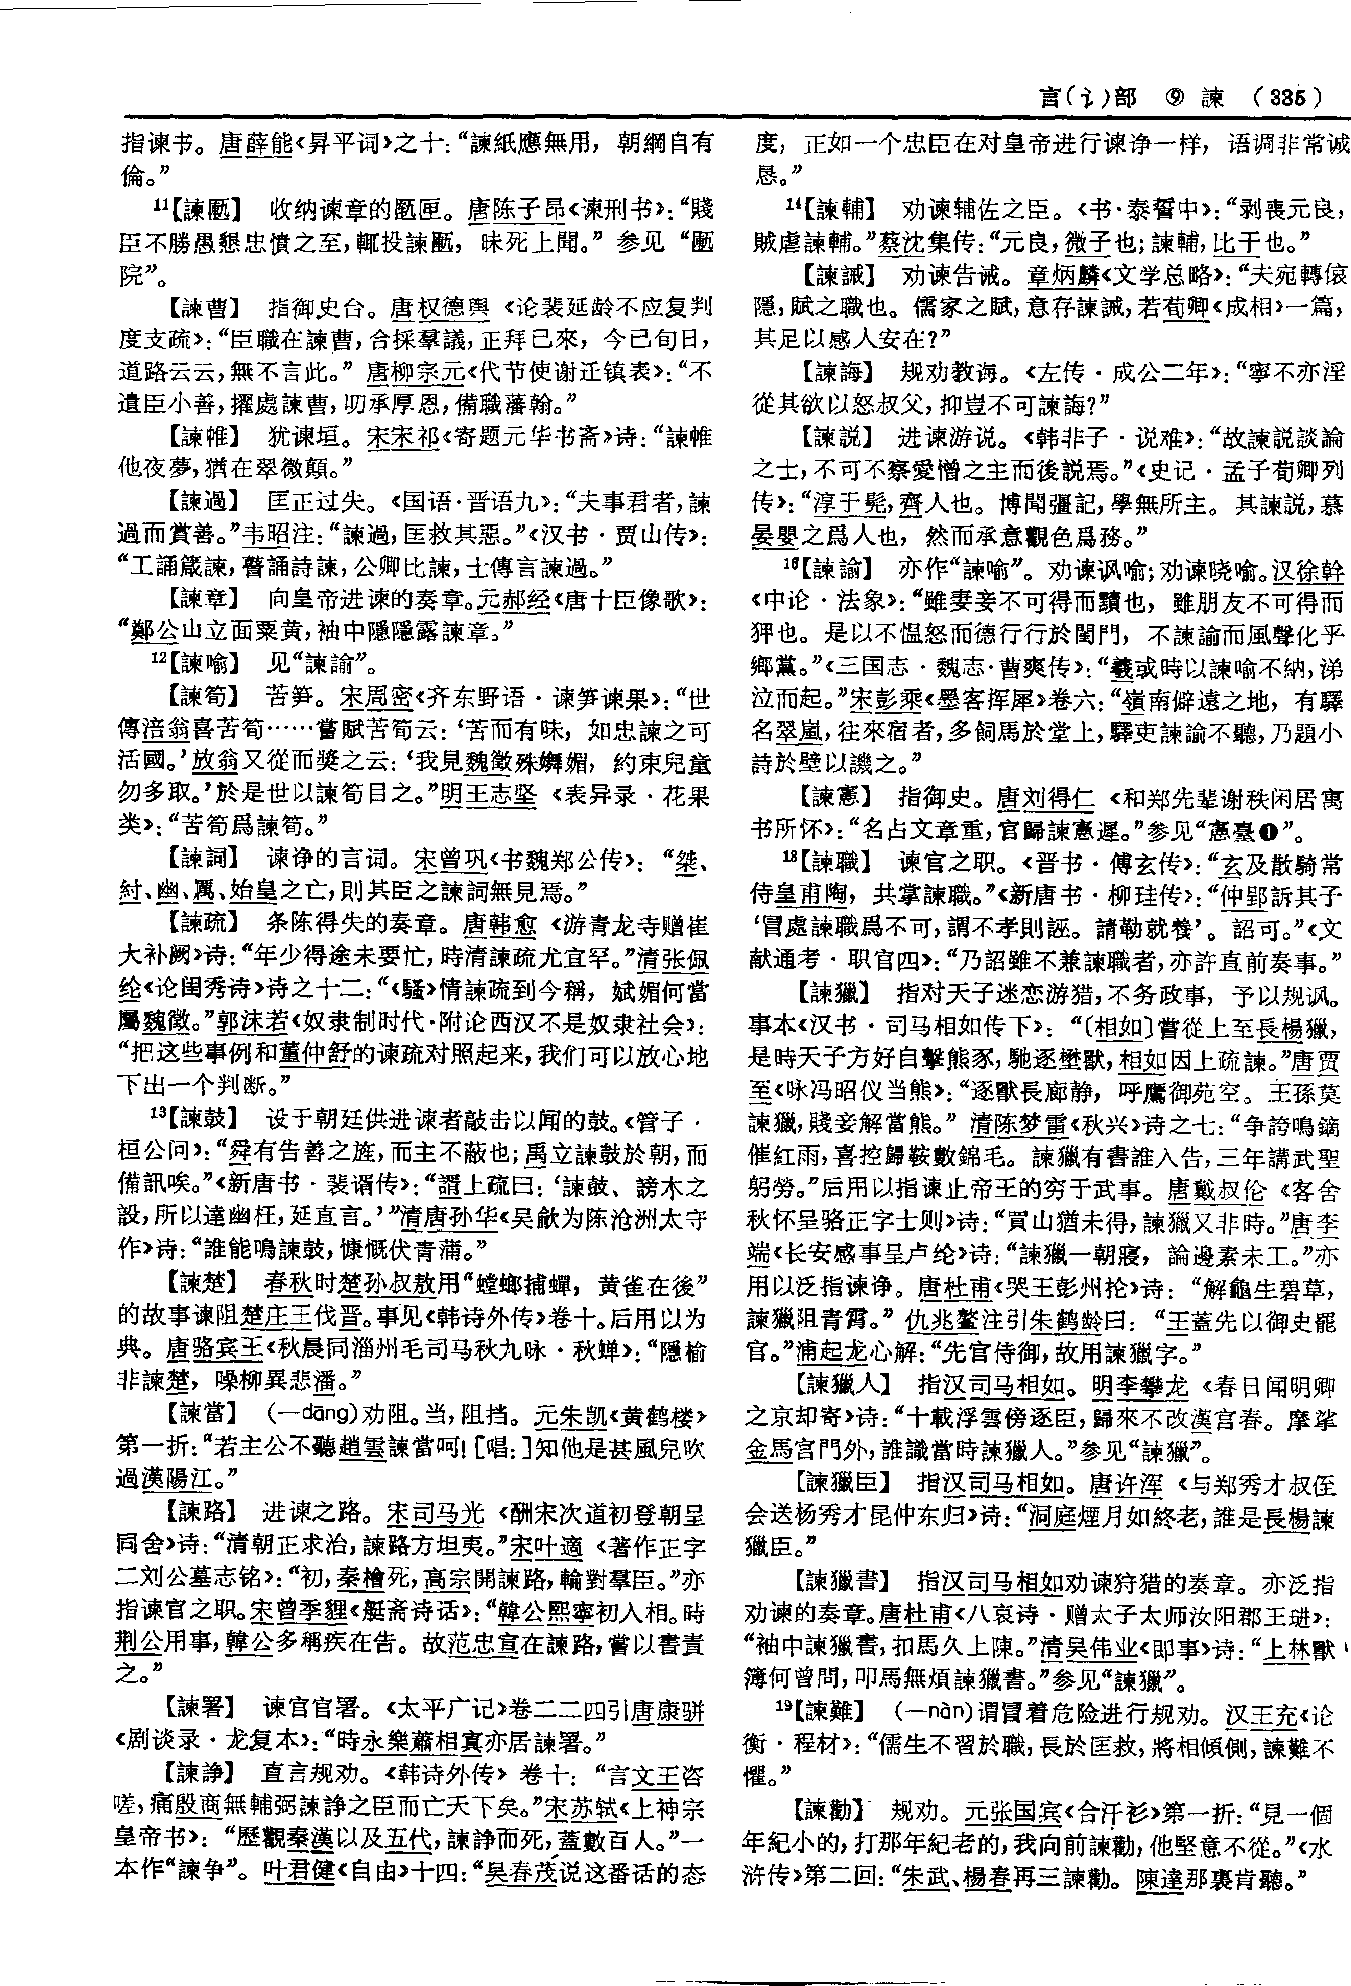 言(讠)部 ⑨ 諫 (335)
指谏书。唐薛能《昇平词》之十：“諫紙應無用，朝綱自有
倫。”
¹¹【諫匭】 收纳谏章的匦匣。唐陈子昂《谏刑书》：“賤
臣不勝愚懇忠憤之至，輒投諫匭，昧死上聞。”参见“匭
院”。
【諫曹】 指御史台。唐权德舆《论裴延龄不应复判
度支疏》：“臣職在諫曹，合採羣議，正拜已來，今已旬日，
道路云云，無不言此。”唐柳宗元《代节使谢迁镇表》：“不
遺臣小善，擢處諫曹，叨承厚恩，備職藩翰。”
【諫帷】 犹谏垣。宋宋祁《寄题元华书斋》诗：“諫帷
他夜夢，猶在翠微顛。”
【諫過】 匡正过失。《国语·晋语九》：“夫事君者，諫
過而賞善。”韦昭注：“諫過，匡救其惡。”《汉书·贾山传》：
“工誦箴諫，瞽誦詩諫，公卿比諫，士傳言諫過。”
【諫章】 向皇帝进谏的奏章。元郝经《唐十臣像歌》：
“鄭公山立面粟黄，袖中隱隱露諫章。”
¹²【諫喻】 见“諫諭”。
【諫筍】 苦笋。宋周密《齐东野语·谏笋谏果》：“世
傳涪翁喜苦筍……嘗賦苦筍云：‘苦而有味，如忠諫之可
活國。’放翁又從而奬之云：‘我見魏徵殊嫵媚，約束兒童
勿多取。’於是世以諫筍目之。”明王志坚《表异录·花果
类》：“苦筍爲諫筍。”
【諫詞】 谏诤的言词。宋曾巩《书魏郑公传》：“桀、
紂、幽、厲、始皇之亡，則其臣之諫詞無見焉。”
【諫疏】 条陈得失的奏章。唐韩愈《游青龙寺赠崔
大补阙》诗：“年少得途未要忙，時清諫疏尤宜罕。”清张佩
纶《论闺秀诗》诗之十二：“《騷》情諫疏到今稱，斌媚何當
屬魏徵。”郭沫若《奴隶制时代·附论西汉不是奴隶社会》：
“把这些事例和董仲舒的谏疏对照起来，我们可以放心地
下出一个判断。”
¹³【諫鼓】 设于朝廷供进谏者敲击以闻的鼓。《管子·
桓公问》：“舜有告善之旌，而主不蔽也；禹立諫鼓於朝，而
備訊唉。”《新唐书·裴谞传》：“諝上疏曰：‘諫鼓、謗木之
設，所以達幽枉，延直言。’”清唐孙华《吴歈为陈沧洲太守
作》诗：“誰能鳴諫鼓，慷慨伏青蒲。”
【諫楚】 春秋时楚孙叔敖用“螳螂捕蟬，黄雀在後”
的故事谏阻楚庄王伐晋。事见《韩诗外传》卷十。后用以为
典。唐骆宾王《秋晨同淄州毛司马秋九咏·秋蝉》：“隱榆
非諫楚，噪柳異悲潘。”
【諫當】 (—dāng)劝阻。当，阻挡。元朱凯《黄鹤楼》
第一折：“若主公不聽趙雲諫當呵！［唱：］知他是甚風兒吹
過漢陽江。”
【諫路】 进谏之路。宋司马光《酬宋次道初登朝呈
同舍》诗：“清朝正求治，諫路方坦夷。”宋叶適《著作正字
二刘公墓志铭》：“初，秦檜死，高宗開諫路，輪對羣臣。”亦
指谏官之职。宋曾季貍《艇斋诗话》：“韓公熙寧初入相。時
荆公用事，韓公多稱疾在告。故范忠宣在諫路，嘗以書責
之。”
【諫署】 谏官官署。《太平广记》卷二二四引唐康骈
《剧谈录·龙复本》：“時永樂蕭相寘亦居諫署。”
【諫諍】 直言规劝。《韩诗外传》卷十：“言文王咨
嗟，痛殷商無輔弼諫諍之臣而亡天下矣。”宋苏轼《上神宗
皇帝书》：“歷觀秦漢以及五代，諫諍而死，蓋數百人。”一
本作“諫争”。叶君健《自由》十四：“吴春茂说这番话的态
度，正如一个忠臣在对皇帝进行谏诤一样，语调非常诚
恳。”
¹⁴【諫輔】 劝谏辅佐之臣。《书·泰誓中》：“剥喪元良，
賊虐諫輔。”蔡沈集传：“元良，微子也；諫輔，比干也。”
【諫誡】 劝谏告诫。章炳麟《文学总略》：“夫宛轉偯
隱，賦之職也。儒家之賦，意存諫誡，若荀卿《成相》一篇，
其足以感人安在？”
【諫誨】 规劝教诲。《左传·成公二年》：“寧不亦淫
從其欲以怒叔父，抑豈不可諫誨？”
【諫説】 进谏游说。《韩非子·说难》：“故諫説談論
之士，不可不察愛憎之主而後説焉。”《史记·孟子荀卿列
传》：“淳于髡，齊人也。博聞彊記，學無所主。其諫説，慕
晏嬰之爲人也，然而承意觀色爲務。”
¹⁶【諫諭】 亦作“諫喻”。劝谏讽喻；劝谏晓喻。汉徐幹
《中论·法象》：“雖妻妾不可得而黷也，雖朋友不可得而
狎也。是以不愠怒而德行行於閨門，不諫諭而風聲化乎
鄉黨。”《三国志·魏志·曹爽传》：“羲或時以諫喻不納，涕
泣而起。”宋彭乘《墨客挥犀》卷六：“嶺南僻遠之地，有驛
名翠嵐，往來宿者，多飼馬於堂上，驛吏諫諭不聽，乃題小
詩於壁以譏之。”
【諫憲】 指御史。唐刘得仁《和郑先辈谢秩闲居寓
书所怀》：“名占文章重，官歸諫憲遲。”参见“憲臺❶”。
¹⁸【諫職】 谏官之职。《晋书·傅玄传》：“玄及散騎常
侍皇甫陶，共掌諫職。”《新唐书·柳珪传》：“仲郢訴其子
‘冒處諫職爲不可，謂不孝則誣。請勒就養’。詔可。”《文
献通考·职官四》：“乃詔雖不兼諫職者，亦許直前奏事。”
【諫獵】 指对天子迷恋游猎，不务政事，予以规讽。
事本《汉书·司马相如传下》：“〔相如〕嘗從上至長楊獵，
是時天子方好自擊熊豕，馳逐壄獸，相如因上疏諫。”唐贾
至《咏冯昭仪当熊》：“逐獸長廊静，呼鷹御苑空。王孫莫
諫獵，賤妾解當熊。”清陈梦雷《秋兴》诗之七：“争誇鳴鏑
催紅雨，喜控歸鞍數錦毛。諫獵有書誰入告，三年講武聖
躬勞。”后用以指谏止帝王的穷于武事。唐戴叔伦《客舍
秋怀呈骆正字士则》诗：“買山猶未得，諫獵又非時。”唐李
端《长安感事呈卢纶》诗：“諫獵一朝寢，論邊素未工。”亦
用以泛指谏诤。唐杜甫《哭王彭州抡》诗：“解龜生碧草，
諫獵阻青霄。”仇兆鳌注引朱鹤龄曰：“王蓋先以御史罷
官。”浦起龙心解：“先官侍御，故用諫獵字。”
【諫獵人】 指汉司马相如。明李攀龙《春日闻明卿
之京却寄》诗：“十載浮雲傍逐臣，歸來不改漢宫春。摩挲
金馬宫門外，誰識當時諫獵人。”参见“諫獵”。
【諫獵臣】 指汉司马相如。唐许浑《与郑秀才叔侄
会送杨秀才昆仲东归》诗：“洞庭煙月如終老，誰是長楊諫
獵臣。”
【諫獵書】 指汉司马相如劝谏狩猎的奏章。亦泛指
劝谏的奏章。唐杜甫《八哀诗·赠太子太师汝阳郡王琎》：
“袖中諫獵書，扣馬久上陳。”清吴伟业《即事》诗：“上林獸
簿何曾問，叩馬無煩諫獵書。”参见“諫獵”。
¹⁹【諫難】 (—nàn)谓冒着危险进行规劝。汉王充《论
衡·程材》：“儒生不習於職，長於匡救，將相傾側，諫難不
懼。”
【諫勸】 规劝。元张国宾《合汗衫》第一折：“見一個
年紀小的，打那年紀老的，我向前諫勸，他堅意不從。”《水
浒传》第二回：“朱武、楊春再三諫勸。陳達那裏肯聽。”